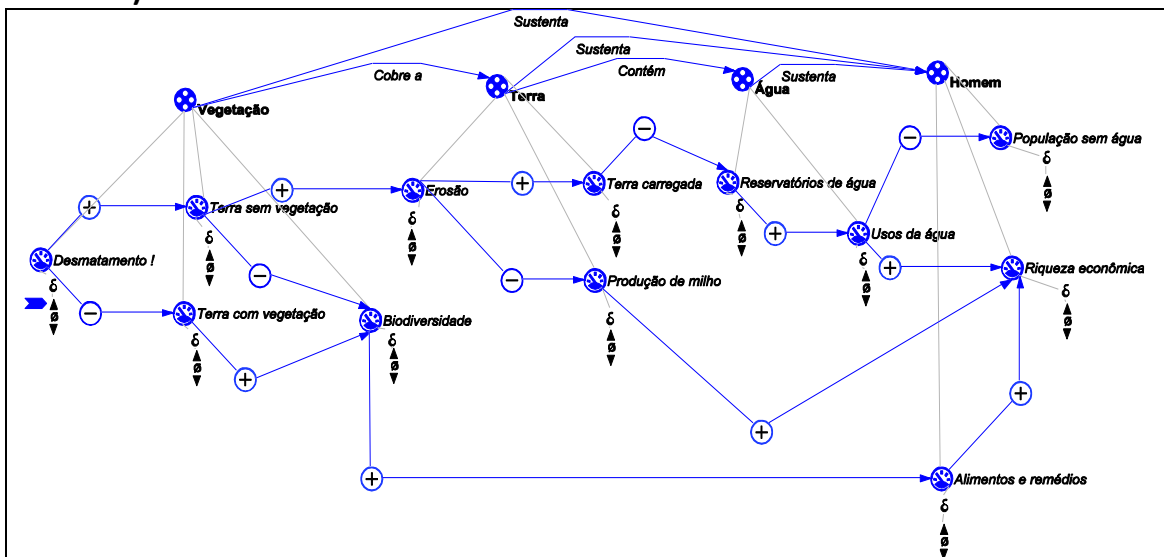 Sustenta
Sustenta
Cobre a
Contém
Sustenta
Vegetação
Terra
Água
Homem
População sem água
δ
ø
Terra sem vegetação
δ
ø
Erosão
δ
ø
Terra carregada
δ
ø
Reservatórios de água
δ
ø
Usos da água
δ
ø
Desmatamento !
δ
ø
Terra com vegetação
δ
ø
Biodiversidade
δ
ø
Produção de milho
δ
ø
Riqueza econômica
δ
ø
Alimentos e remédios
δ
ø
+
+
+
−
−
−
+
−
+
+
−
+
+
+
+